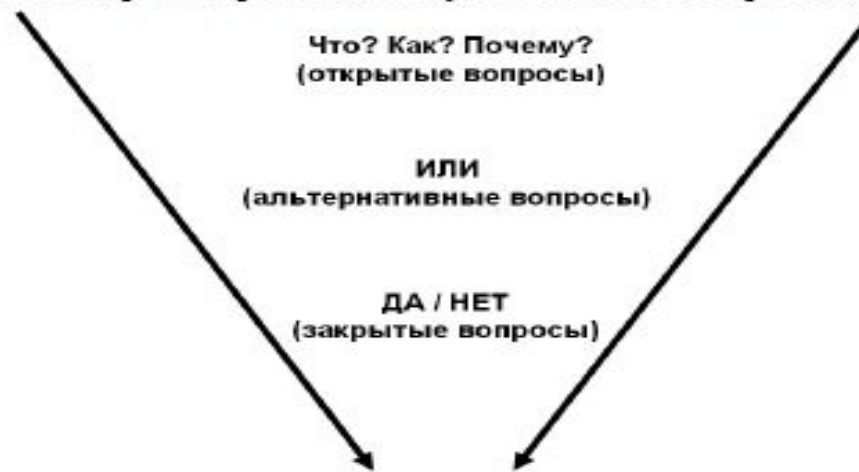 Что? Как? Почему?
(открытые вопросы)
ИЛИ
(альтернативные вопросы)
ДА / НЕТ
(закрытые вопросы)